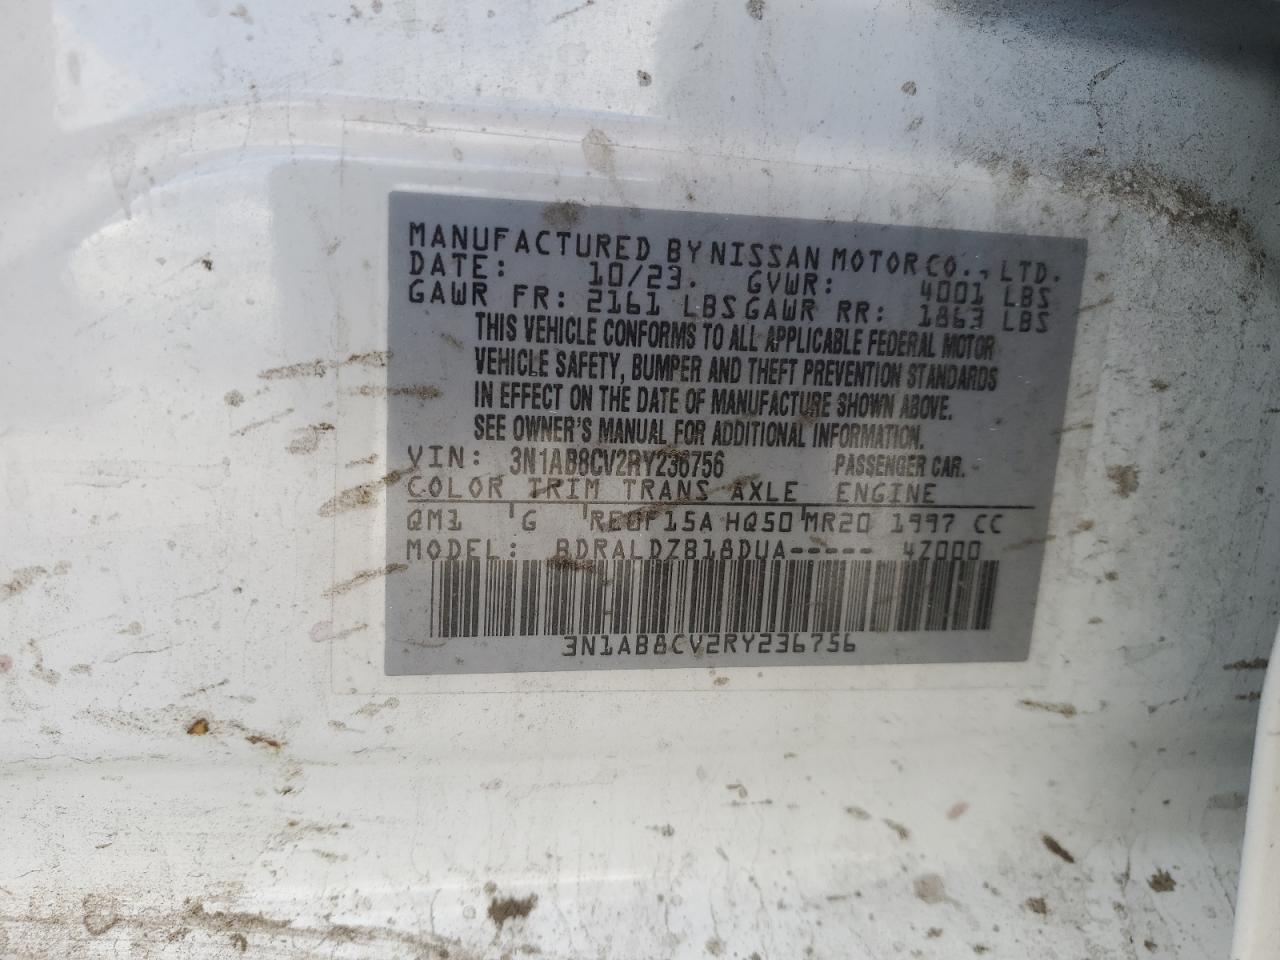 MANUFACTURED BY NISSAN MOTOR CO., LTD.
DATE: 10/23. GVWR: 4001 LBS
GAWR FR: 2161 LBS GAWR RR: 1863 LBS
THIS VEHICLE CONFORMS TO ALL APPLICABLE FEDERAL MOTOR
VEHICLE SAFETY, BUMPER AND THEFT PREVENTION STANDARDS
IN EFFECT ON THE DATE OF MANUFACTURE SHOWN ABOVE.
SEE OWNER'S MANUAL FOR ADDITIONAL INFORMATION.
VIN: 3N1AB8CV2RY236756 PASSENGER CAR.
COLOR TRIM TRANS AXLE ENGINE
QM1 G RE0F15A HQ50 MR20 1997 CC
MODEL: BDRALDZB18DUA----- 4Z000
3N1AB8CV2RY236756